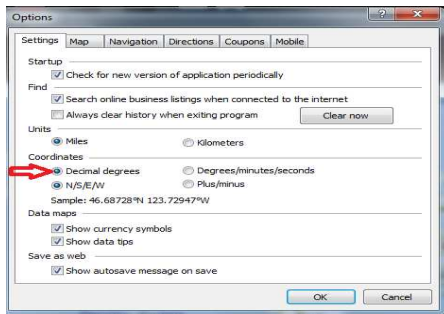 Options
Settings Map Navigation Directions Coupons Mobile
Startup
Check for new version of application periodically
Find
Search online business listings when connected to the internet
Always clear history when exiting program Clear now
Units
Miles Kilometers
Coordinates
Decimal degrees Degrees/minutes/seconds
N/S/E/W Plus/minus
Sample: 46.68728°N 123.72947°W
Data maps
Show currency symbols
Show data tips
Save as web
Show autosave message on save
OK Cancel